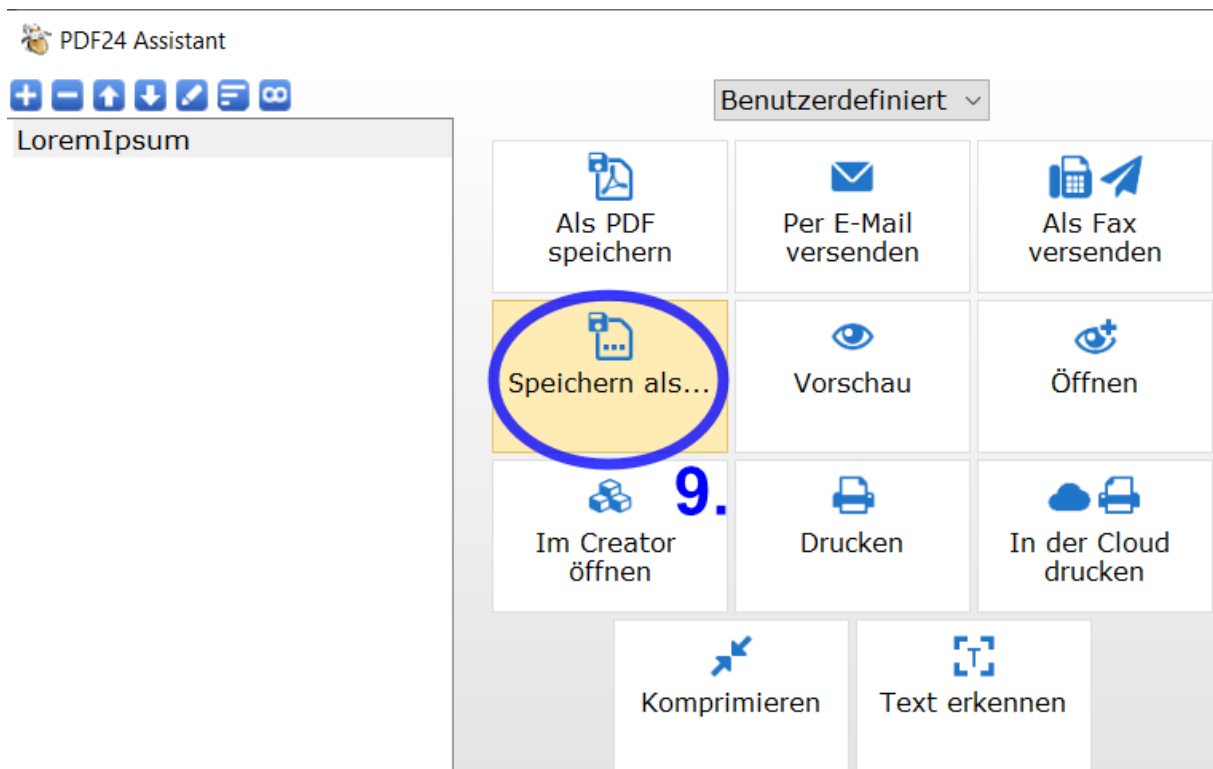 PDF24 Assistant
Benutzerdefiniert
LoremIpsum
Als PDF
speichern
Per E-Mail
versenden
Als Fax
versenden
Speichern als...
Vorschau
Öffnen
9.
Im Creator
öffnen
Drucken
In der Cloud
drucken
Komprimieren
T
Text erkennen